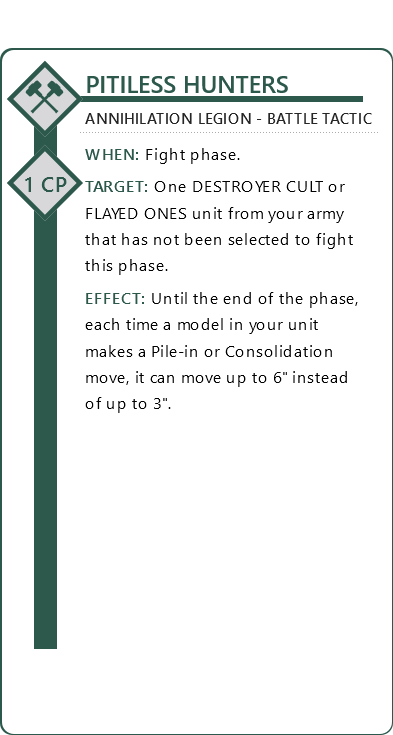 PITILESS HUNTERS
ANNIHILATION LEGION - BATTLE TACTIC
WHEN: Fight phase.
1 CP
TARGET: One DESTROYER CULT or
FLAYED ONES unit from your army
that has not been selected to fight
this phase.
EFFECT: Until the end of the phase,
each time a model in your unit
makes a Pile-in or Consolidation
move, it can move up to 6" instead
of up to 3".